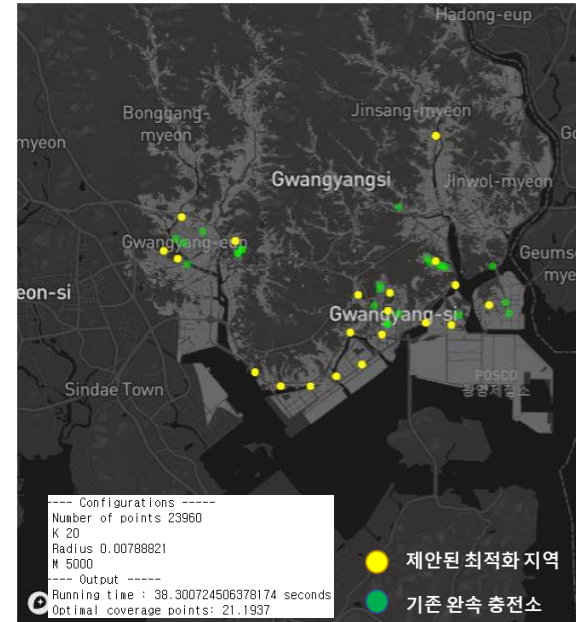 Hadong-eup
Bonggang-
myeon
Jinsang-myeon
myeon
Go
Gwangyangsi
Jinwol-myeon
Gwangyang-eup
Geumse
mye
eon-si
Gwangyang-si
POSCO
광양제철소
Sindae Town
---- Configurations -----
Number of points 23960
K 20
Radius 0.00788821
M 5000
---- Output -----
Running time : 38.300724506378174 seconds
Optimal coverage points: 21.1937
제안된 최적화 지역
기존 완속 충전소